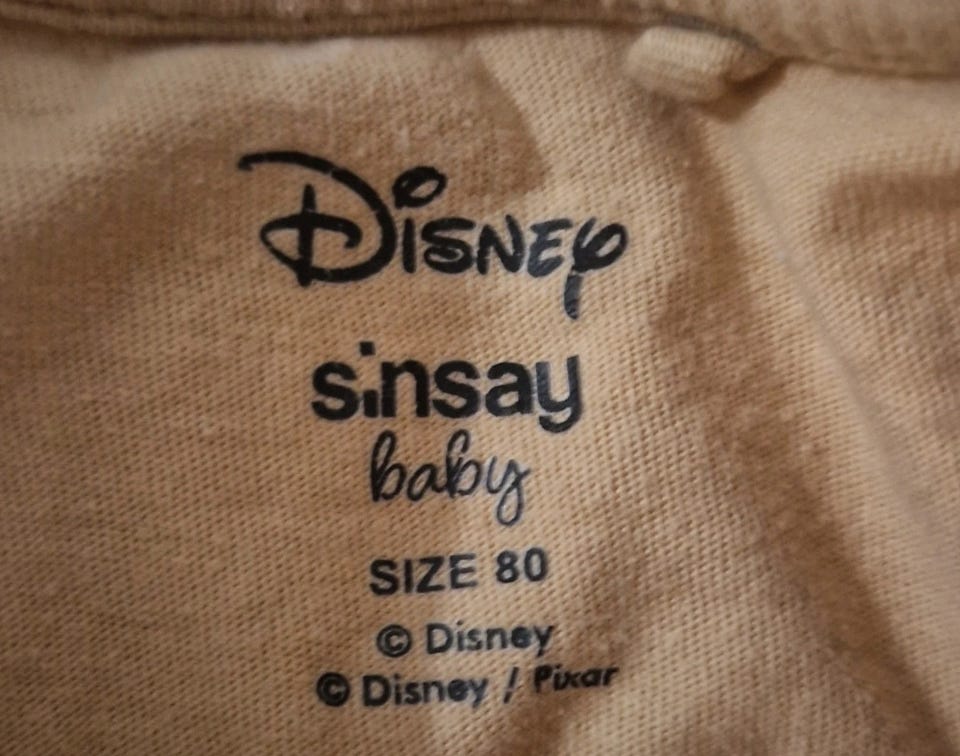 Disney
sinsay
baby
SIZE 80
© Disney
© Disney / Pixar